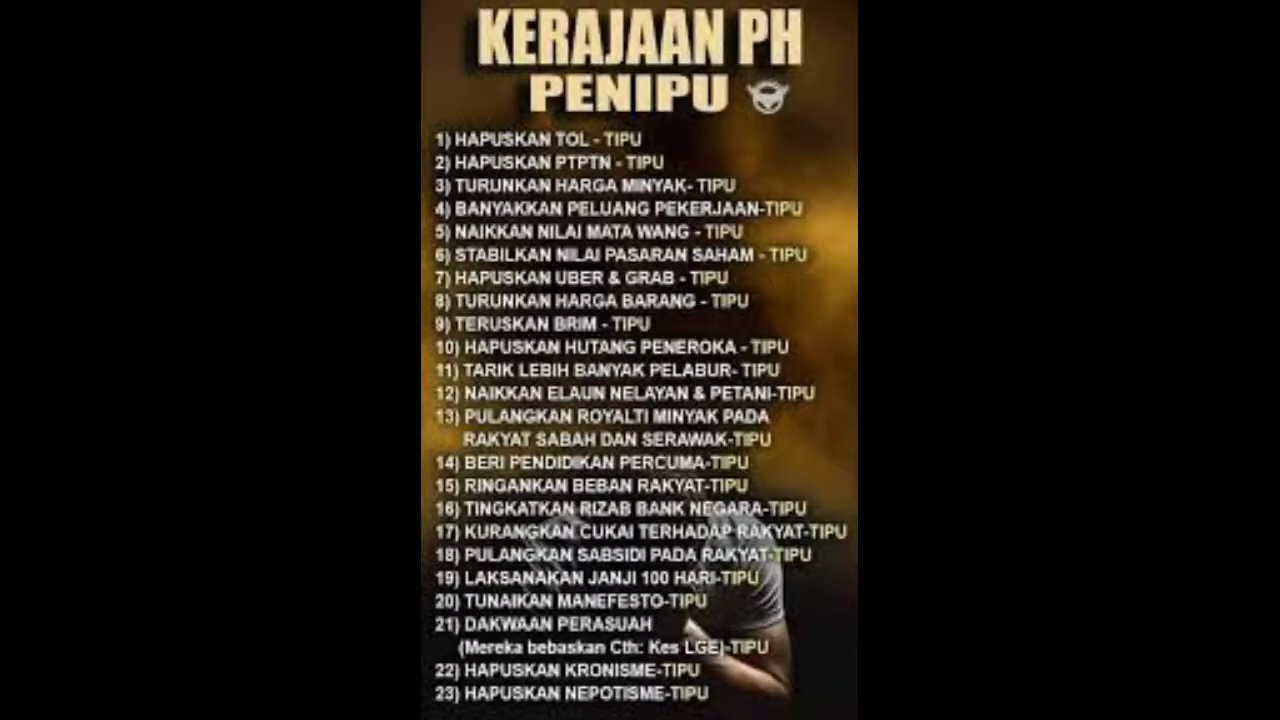 KERAJAAN PH
PENIPU
1) HAPUSKAN TOL - TIPU
2) HAPUSKAN PTPTN - TIPU
3) TURUNKAN HARGA MINYAK- TIPU
4) BANYAKKAN PELUANG PEKERJAAN-TIPU
5) NAIKKAN NILAI MATA WANG - TIPU
6) STABILKAN NILAI PASARAN SAHAM - TIPU
7) HAPUSKAN UBER & GRAB - TIPU
8) TURUNKAN HARGA BARANG - TIPU
9) TERUSKAN BRIM - TIPU
10) HAPUSKAN HUTANG PENEROKA - TIPU
11) TARIK LEBIH BANYAK PELABUR- TIPU
12) NAIKKAN ELAUN NELAYAN & PETANI-TIPU
13) PULANGKAN ROYALTI MINYAK PADA
RAKYAT SABAH DAN SERAWAK-TIPU
14) BERI PENDIDIKAN PERCUMA-TIPU
15) RINGANKAN BEBAN RAKYAT-TIPU
16) TINGKATKAN RIZAB BANK NEGARA-TIPU
17) KURANGKAN CUKAI TERHADAP RAKYAT-TIPU
18) PULANGKAN SABSIDI PADA RAKYAT-TIPU
19) LAKSANAKAN JANJI 100 HARI-TIPU
20) TUNAIKAN MANEFESTO-TIPU
21) DAKWAAN PERASUAH
(Mereka bebaskan Cth: Kes LGE)-TIPU
22) HAPUSKAN KRONISME-TIPU
23) HAPUSKAN NEPOTISME-TIPU